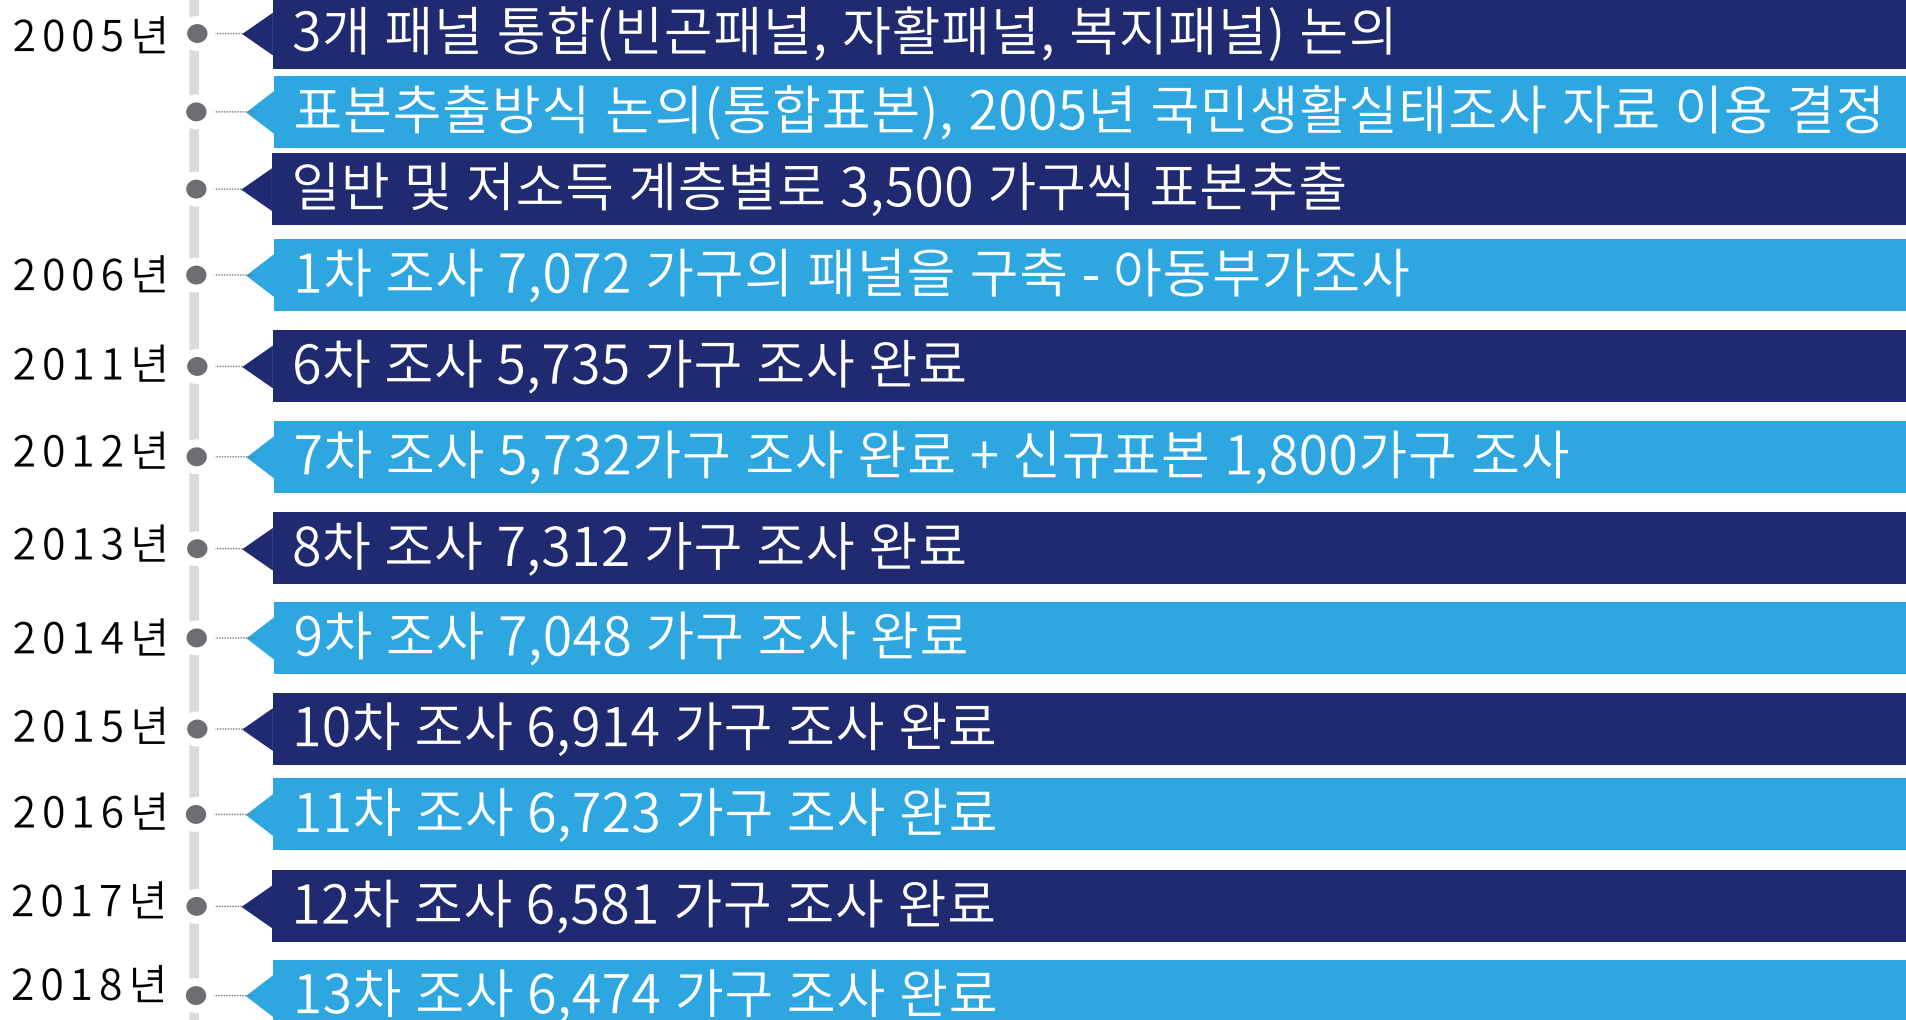 2005년 3개 패널 통합(빈곤패널, 자활패널, 복지패널) 논의
표본추출방식 논의(통합표본), 2005년 국민생활실태조사 자료 이용 결정
일반 및 저소득 계층별로 3,500 가구씩 표본추출
2006년 1차 조사 7,072 가구의 패널을 구축 - 아동부가조사
2011년 6차 조사 5,735 가구 조사 완료
2012년 7차 조사 5,732가구 조사 완료 + 신규표본 1,800가구 조사
2013년 8차 조사 7,312 가구 조사 완료
2014년 9차 조사 7,048 가구 조사 완료
2015년 10차 조사 6,914 가구 조사 완료
2016년 11차 조사 6,723 가구 조사 완료
2017년 12차 조사 6,581 가구 조사 완료
2018년 13차 조사 6,474 가구 조사 완료